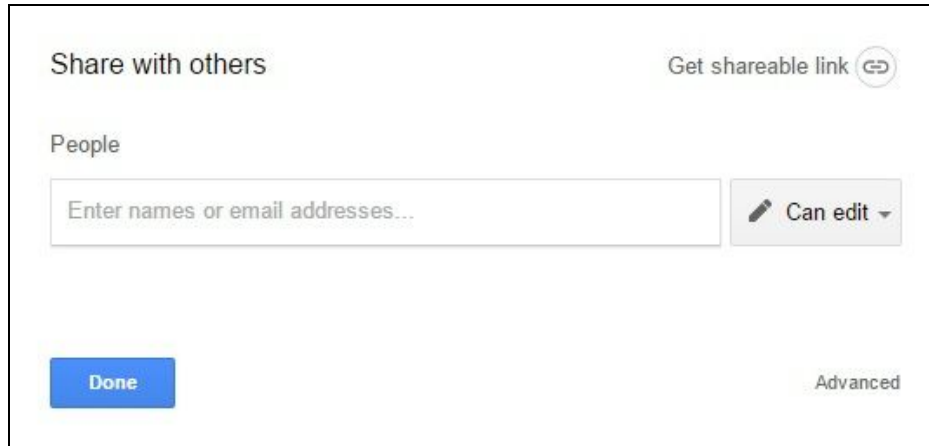 Share with others
Get shareable link
People
Enter names or email addresses...
Can edit
Done
Advanced